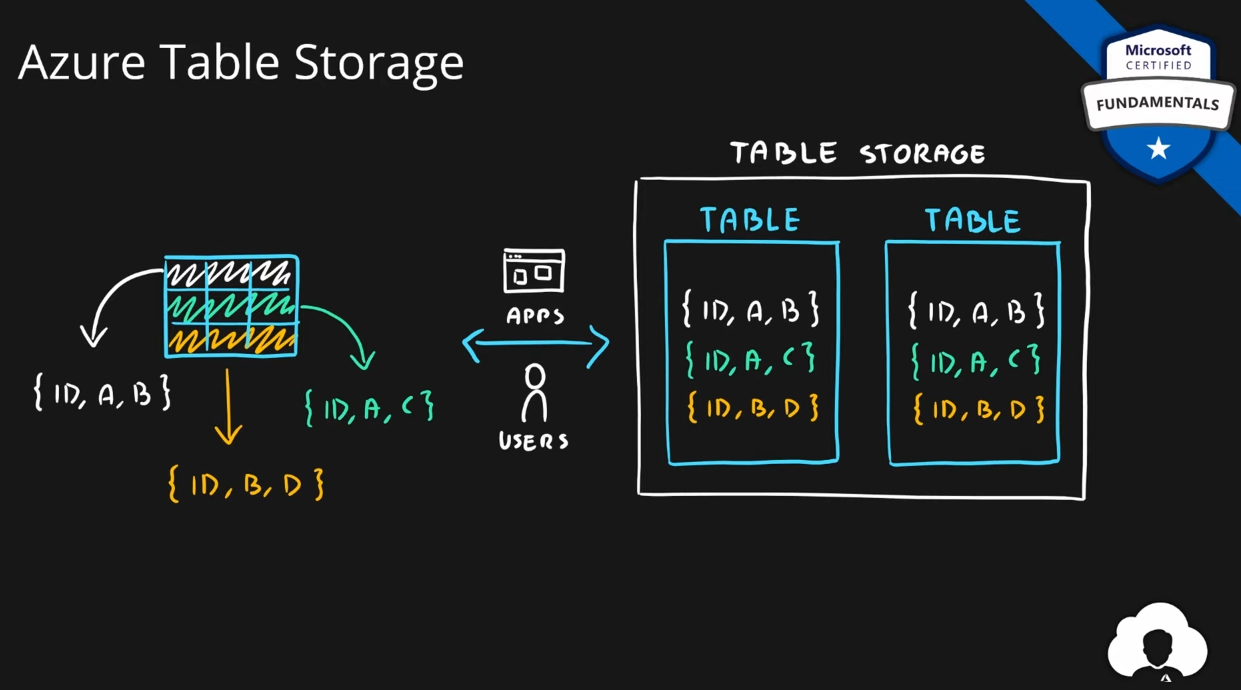 Azure Table Storage
Microsoft
CERTIFIED
FUNDAMENTALS
TABLE STORAGE
TABLE TABLE
{ ID, A, B }
{ ID, A, C }
{ ID, B, D }
APPS
USERS
{ ID, A, B }
{ ID, A, C }
{ ID, B, D }
{ ID, A, B }
{ ID, A, C }
{ ID, B, D }